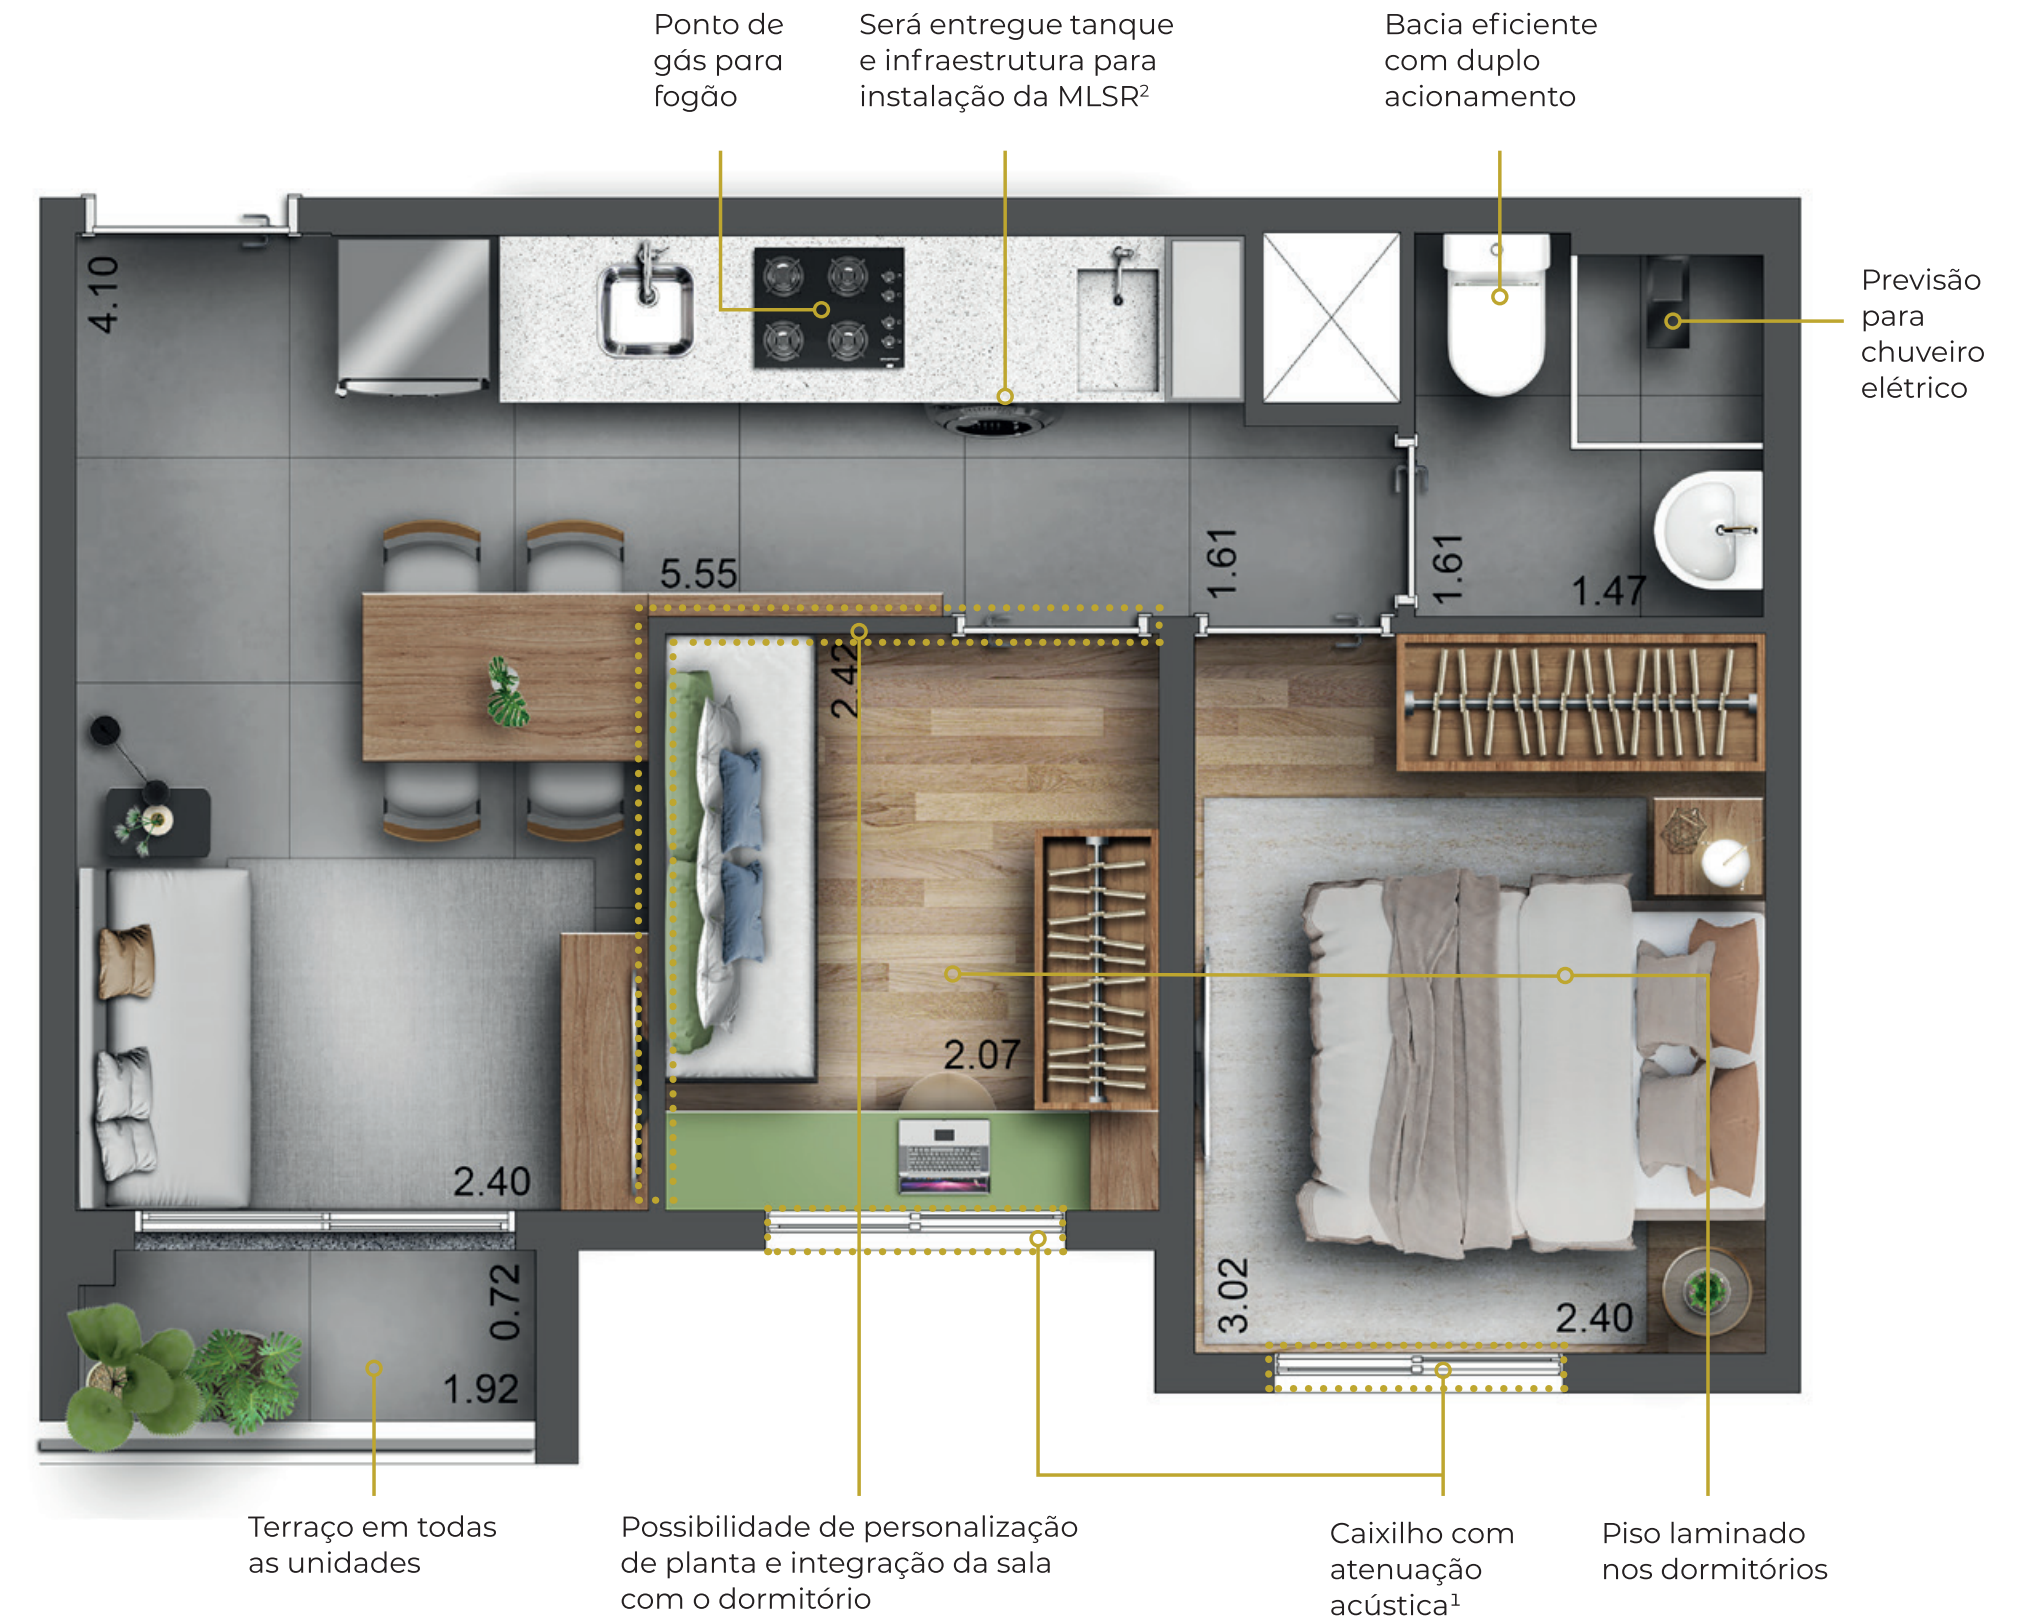 Ponto de
gás para
fogão
Será entregue tanque
e infraestrutura para
instalação da MLSR²
Bacia eficiente
com duplo
acionamento
Previsão
para
chuveiro
elétrico
4.10
5.55
1.61
1.61
1.47
2.42
2.07
2.40
3.02
2.40
0.72
1.92
Terraço em todas
as unidades
Possibilidade de personalização
de planta e integração da sala
com o dormitório
Caixilho com
atenuação
acústica¹
Piso laminado
nos dormitórios